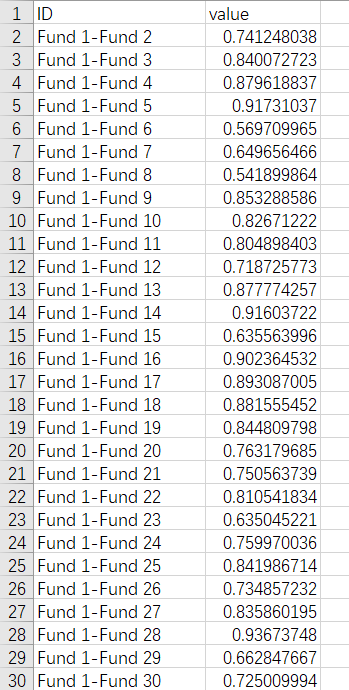 1 ID value
2 Fund 1-Fund 2 0.741248038
3 Fund 1-Fund 3 0.840072723
4 Fund 1-Fund 4 0.879618837
5 Fund 1-Fund 5 0.91731037
6 Fund 1-Fund 6 0.569709965
7 Fund 1-Fund 7 0.649656466
8 Fund 1-Fund 8 0.541899864
9 Fund 1-Fund 9 0.853288586
10 Fund 1-Fund 10 0.82671222
11 Fund 1-Fund 11 0.804898403
12 Fund 1-Fund 12 0.718725773
13 Fund 1-Fund 13 0.877774257
14 Fund 1-Fund 14 0.91603722
15 Fund 1-Fund 15 0.635563996
16 Fund 1-Fund 16 0.902364532
17 Fund 1-Fund 17 0.893087005
18 Fund 1-Fund 18 0.881555452
19 Fund 1-Fund 19 0.844809798
20 Fund 1-Fund 20 0.763179685
21 Fund 1-Fund 21 0.750563739
22 Fund 1-Fund 22 0.810541834
23 Fund 1-Fund 23 0.635045221
24 Fund 1-Fund 24 0.759970036
25 Fund 1-Fund 25 0.841986714
26 Fund 1-Fund 26 0.734857232
27 Fund 1-Fund 27 0.835860195
28 Fund 1-Fund 28 0.93673748
29 Fund 1-Fund 29 0.662847667
30 Fund 1-Fund 30 0.725009994